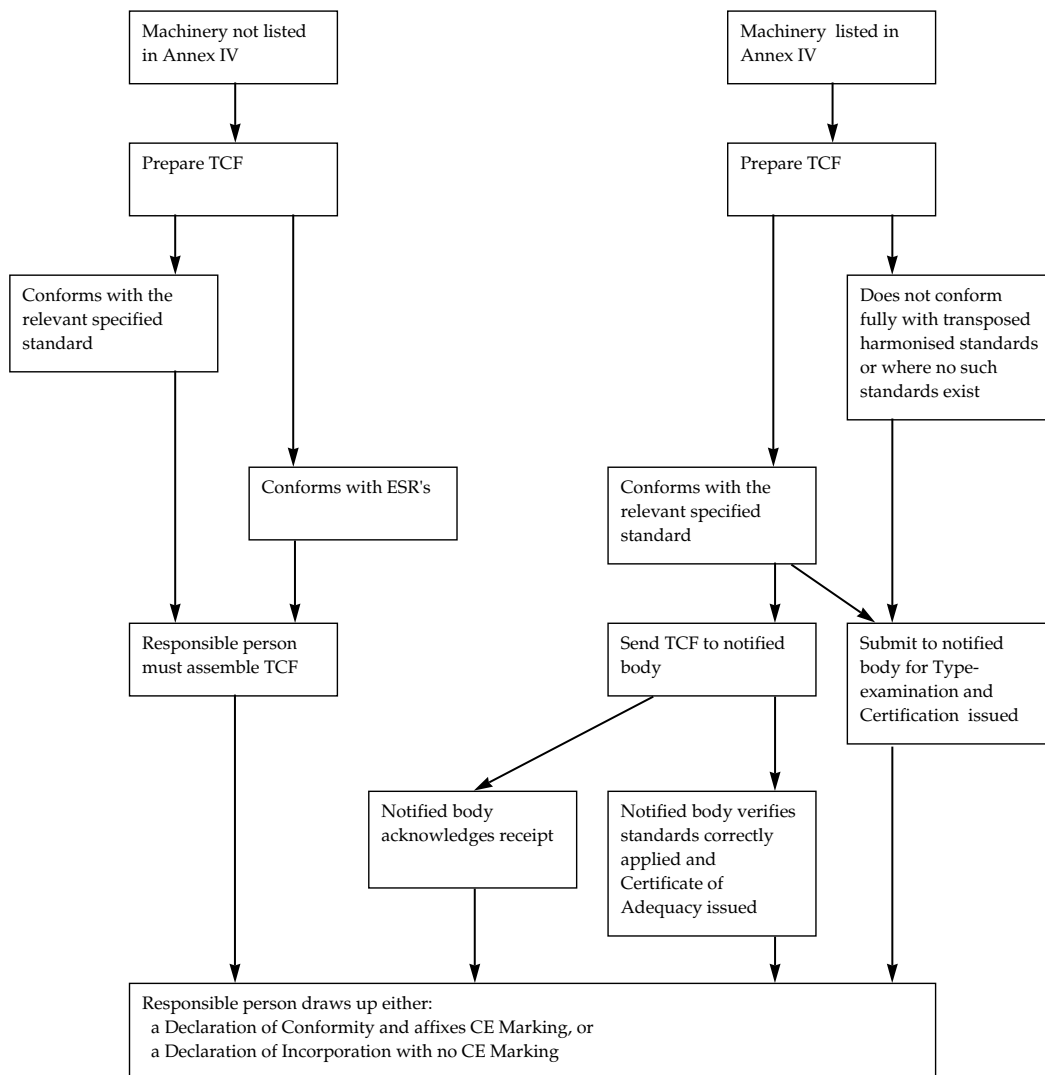 Machinery not listed
in Annex IV
Machinery listed in
Annex IV
Prepare TCF
Prepare TCF
Conforms with the
relevant specified
standard
Does not conform
fully with transposed
harmonised standards
or where no such
standards exist
Conforms with ESR's
Conforms with the
relevant specified
standard
Responsible person
must assemble TCF
Send TCF to notified
body
Submit to notified
body for Type-
examination and
Certification issued
Notified body
acknowledges receipt
Notified body verifies
standards correctly
applied and
Certificate of
Adequacy issued
Responsible person draws up either:
a Declaration of Conformity and affixes CE Marking, or
a Declaration of Incorporation with no CE Marking